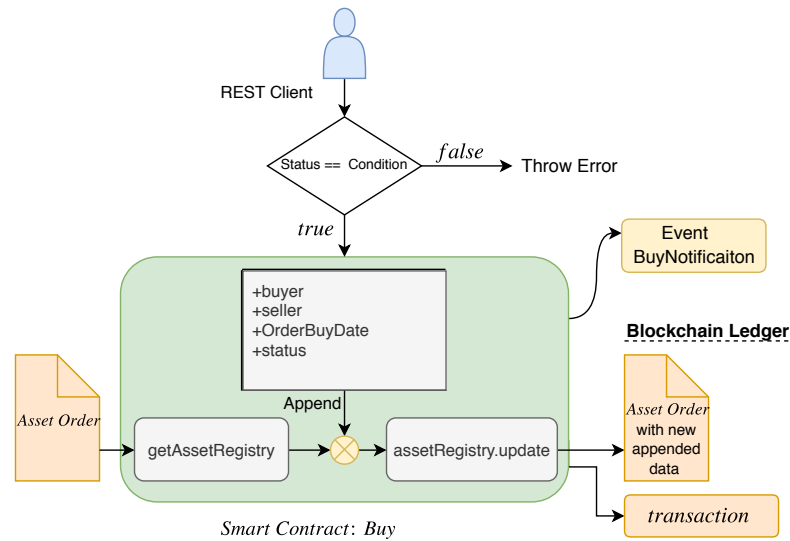 REST Client
Status == Condition
false
Throw Error
true
Event
BuyNotificaiton
+buyer
+seller
+OrderBuyDate
+status
Blockchain Ledger
Asset Order
Append
getAssetRegistry
assetRegistry.update
Asset Order
with new
appended
data
transaction
Smart Contract: Buy